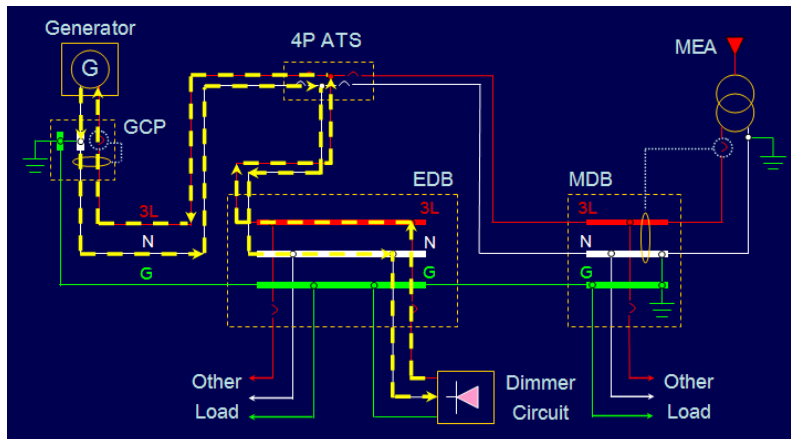 Generator
4P ATS
MEA
G
GCP
EDB
MDB
3L
3L
3L
N
N
N
G
G
G
Other
Load
Dimmer
Circuit
Other
Load